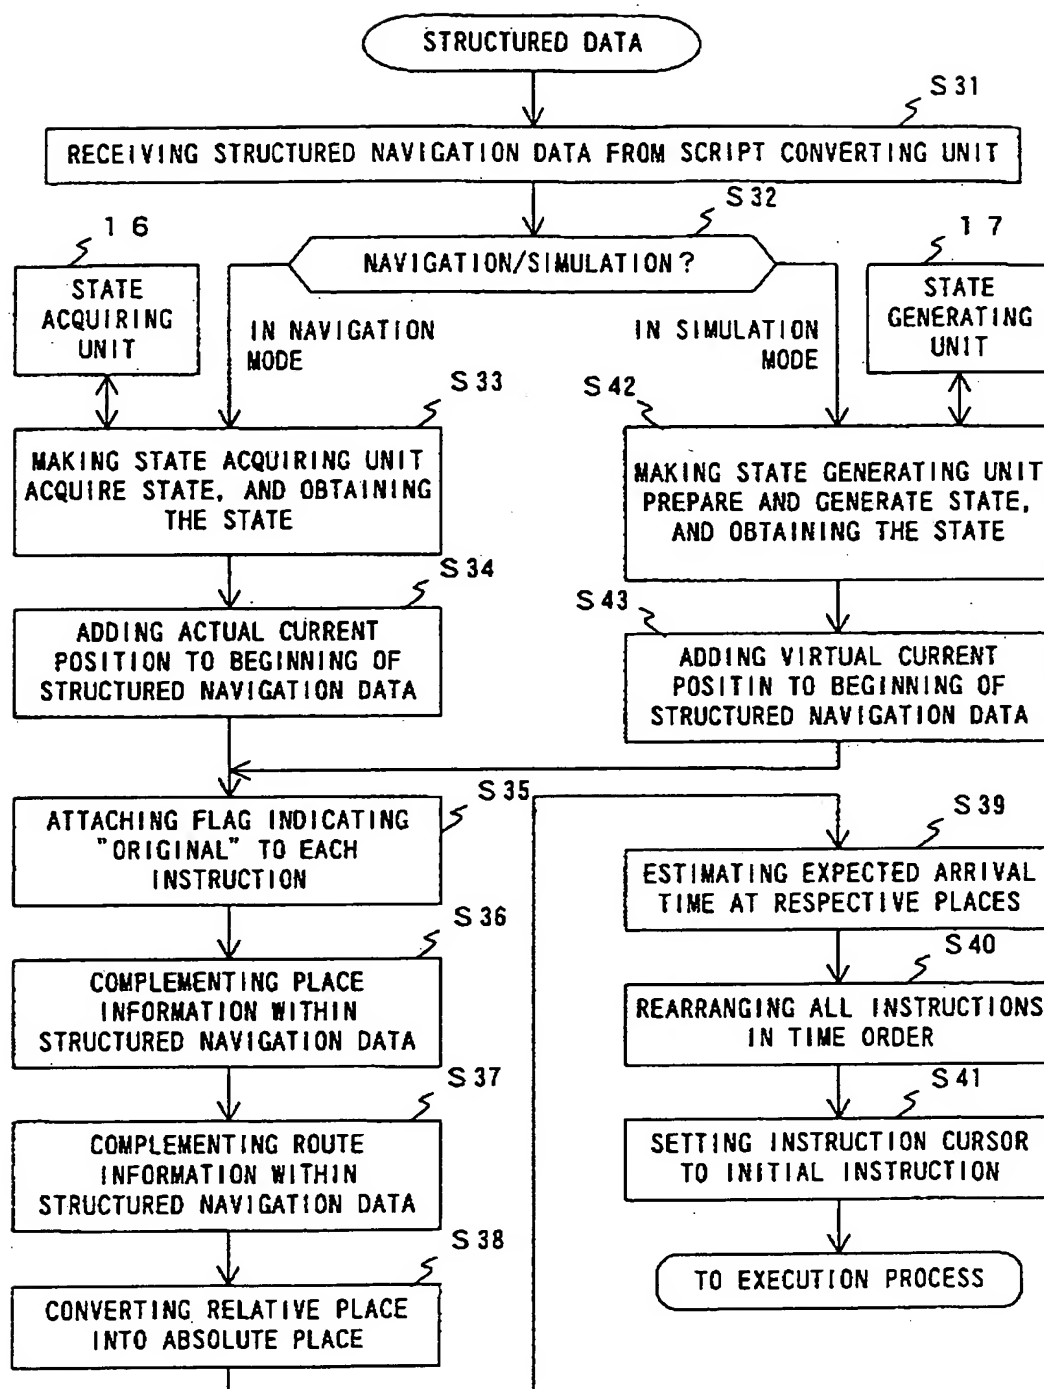 STRUCTURED DATA
S31
RECEIVING STRUCTURED NAVIGATION DATA FROM SCRIPT CONVERTING UNIT
S32
NAVIGATION/SIMULATION?
16
STATE
ACQUIRING
UNIT
IN NAVIGATION
MODE
IN SIMULATION
MODE
17
STATE
GENERATING
UNIT
S33
MAKING STATE ACQUIRING UNIT
ACQUIRE STATE, AND OBTAINING
THE STATE
S42
MAKING STATE GENERATING UNIT
PREPARE AND GENERATE STATE,
AND OBTAINING THE STATE
S34
ADDING ACTUAL CURRENT
POSITION TO BEGINNING OF
STRUCTURED NAVIGATION DATA
S43
ADDING VIRTUAL CURRENT
POSITIN TO BEGINNING OF
STRUCTURED NAVIGATION DATA
S35
ATTACHING FLAG INDICATING
"ORIGINAL" TO EACH
INSTRUCTION
S36
COMPLEMENTING PLACE
INFORMATION WITHIN
STRUCTURED NAVIGATION DATA
S37
COMPLEMENTING ROUTE
INFORMATION WITHIN
STRUCTURED NAVIGATION DATA
S38
CONVERTING RELATIVE PLACE
INTO ABSOLUTE PLACE
S39
ESTIMATING EXPECTED ARRIVAL
TIME AT RESPECTIVE PLACES
S40
REARRANGING ALL INSTRUCTIONS
IN TIME ORDER
S41
SETTING INSTRUCTION CURSOR
TO INITIAL INSTRUCTION
TO EXECUTION PROCESS